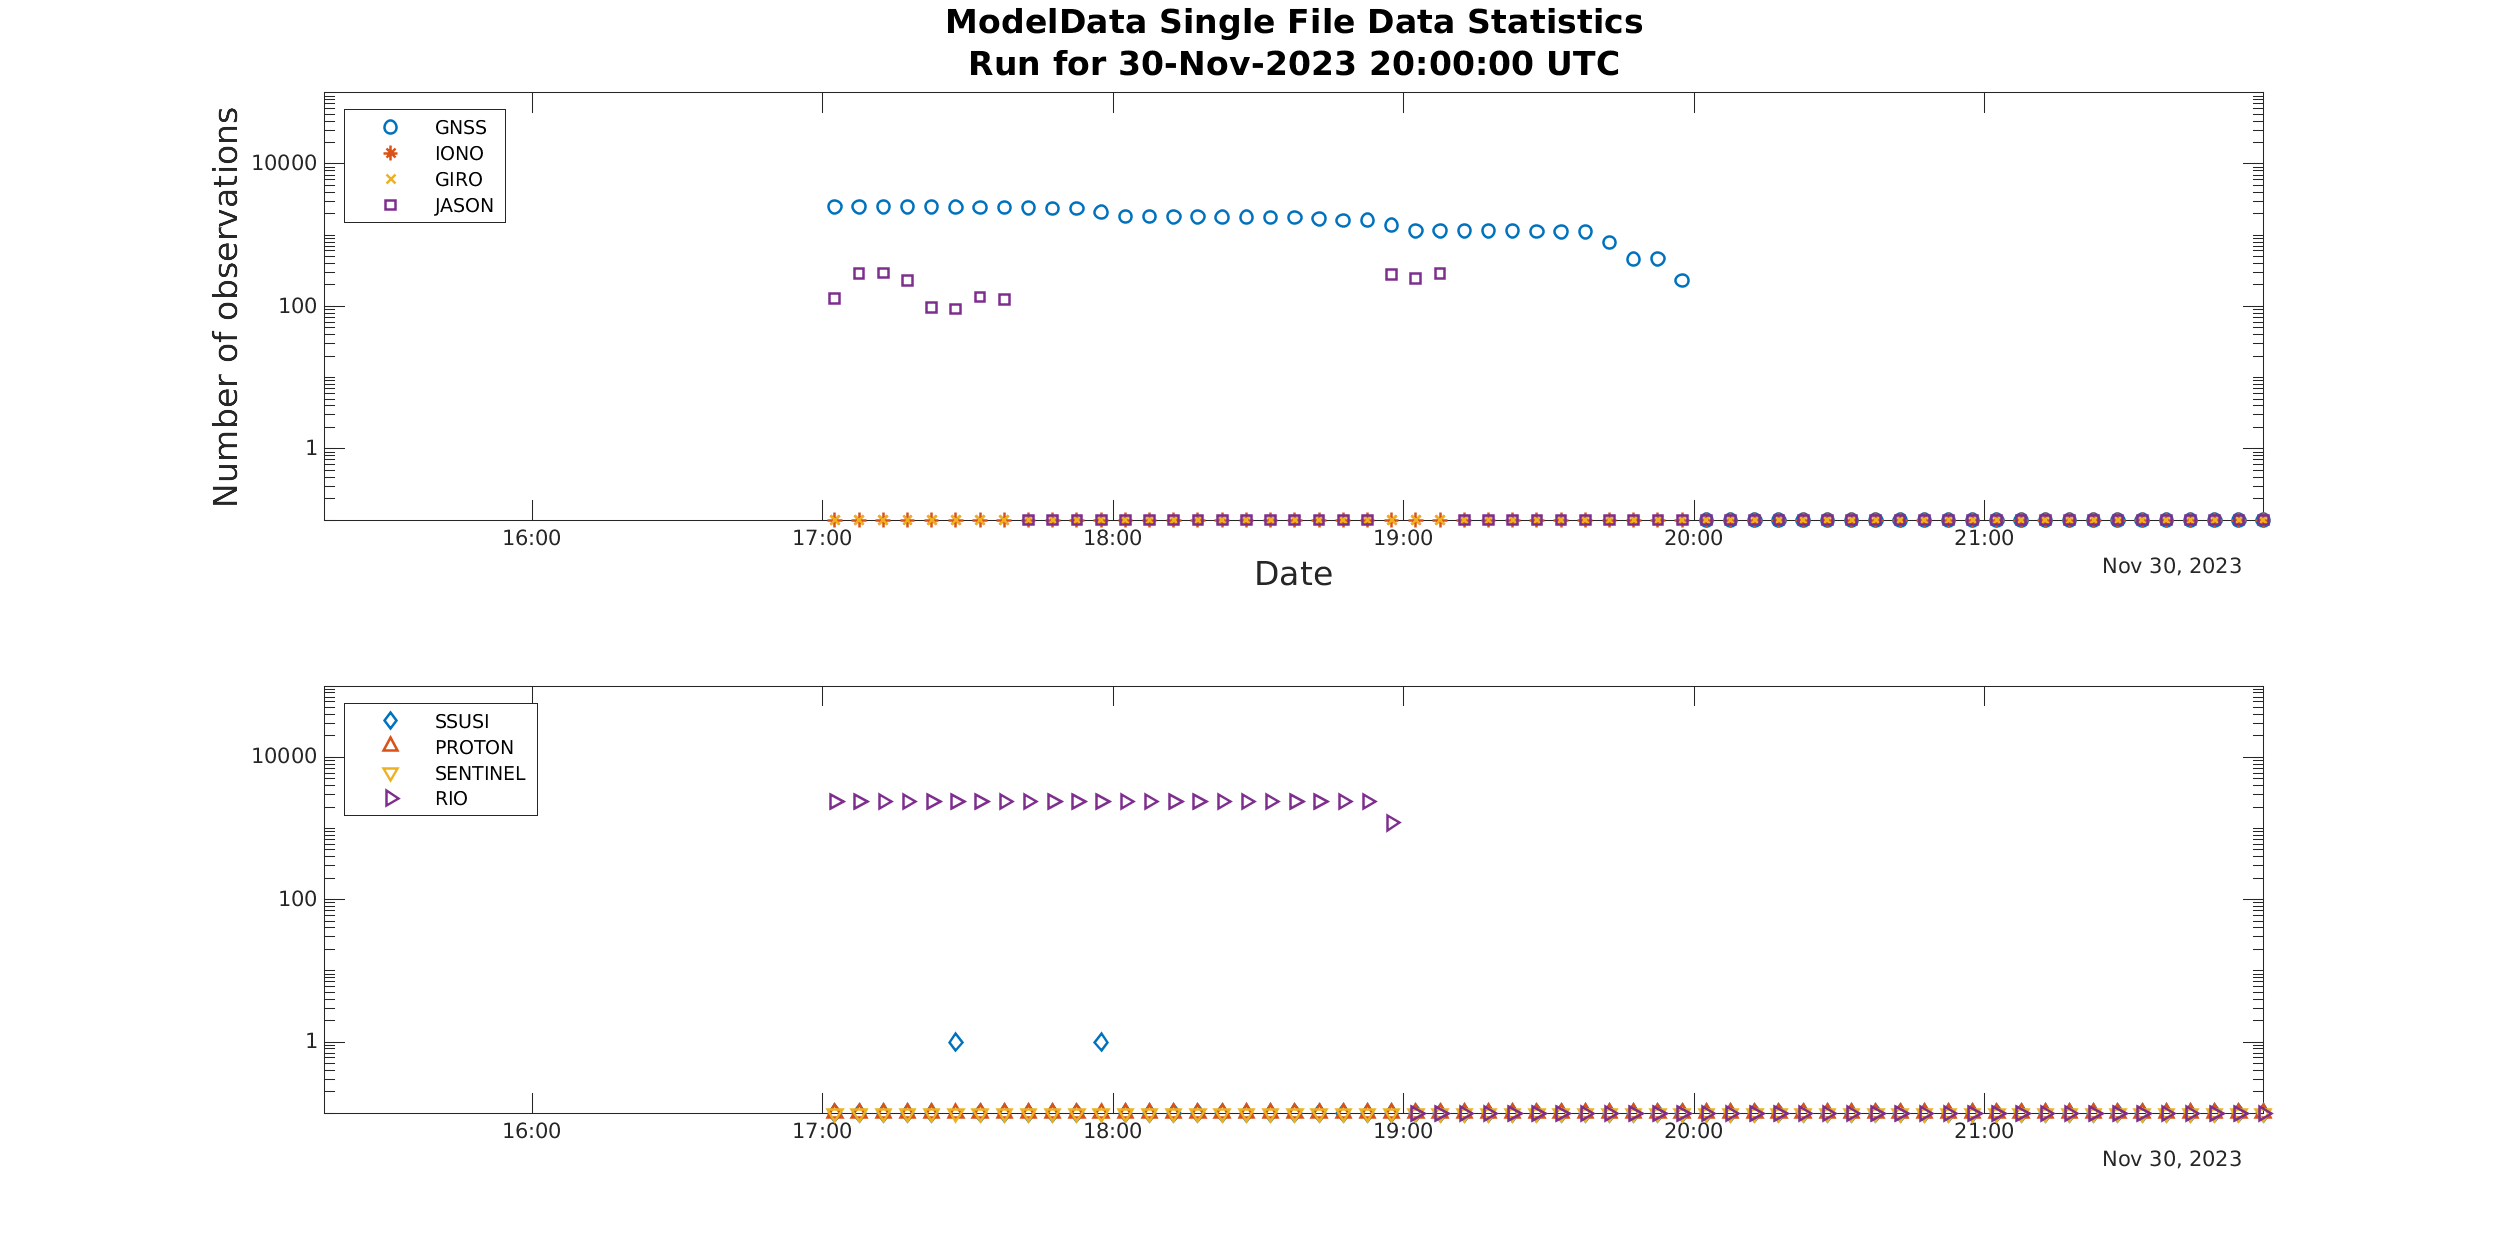 ModelData Single File Data Statistics
Run for 30-Nov-2023 20:00:00 UTC
Number of observations
10000
100
1
GNSS
IONO
GIRO
JASON
16:00
17:00
18:00
19:00
20:00
21:00
Date
Nov 30, 2023
10000
100
1
SSUSI
PROTON
SENTINEL
RIO
16:00
17:00
18:00
19:00
20:00
21:00
Nov 30, 2023